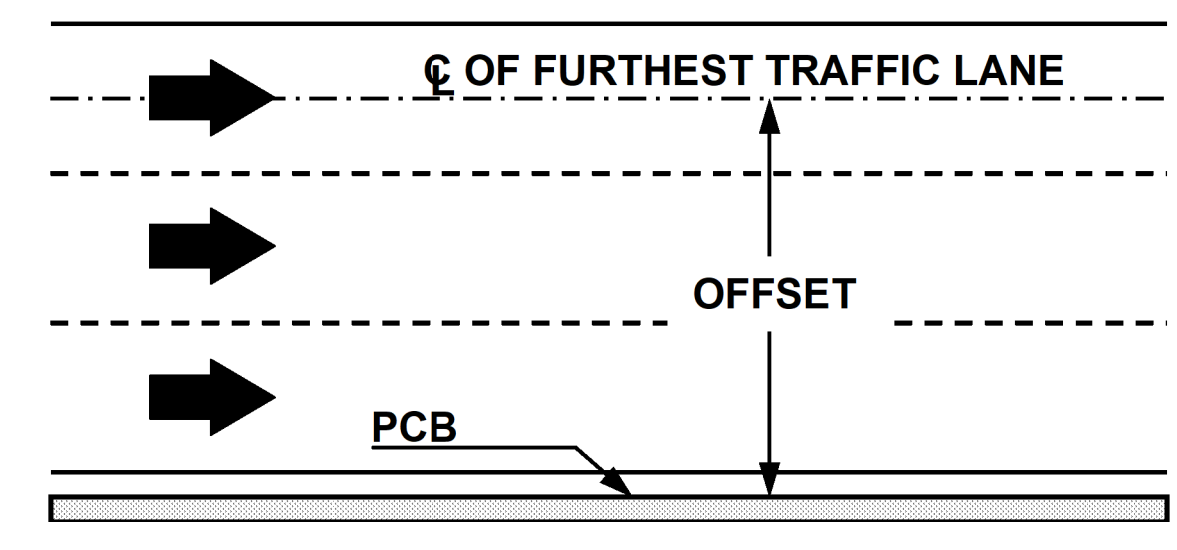 ℄ OF FURTHEST TRAFFIC LANE
OFFSET
PCB